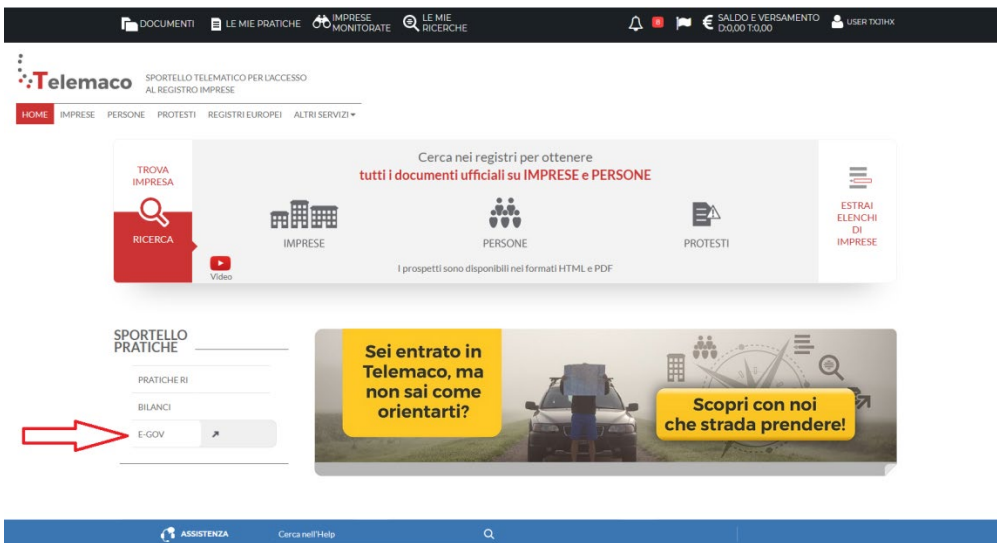 DOCUMENTI
LE MIE PRATICHE
IMPRESE
MONITORATE
LE MIE
RICERCHE
8
€ SALDO E VERSAMENTO
D:0,00 T:0,00
USER TXJ1HX
Telemaco
SPORTELLO TELEMATICO PER L'ACCESSO
AL REGISTRO IMPRESE
HOME IMPRESE PERSONE PROTESTI REGISTRI EUROPEI ALTRI SERVIZI
TROVA
IMPRESA
RICERCA
Cerca nei registri per ottenere
tutti i documenti ufficiali su IMPRESE e PERSONE
IMPRESE
PERSONE
PROTESTI
Video
I prospetti sono disponibili nei formati HTML e PDF
ESTRAI
ELENCHI
DI
IMPRESE
SPORTELLO
PRATICHE
PRATICHE RI
BILANCI
E-GOV
Sei entrato in
Telemaco, ma
non sai come
orientarti?
Scopri con noi
che strada prendere!
ASSISTENZA
Cerca nell'Help